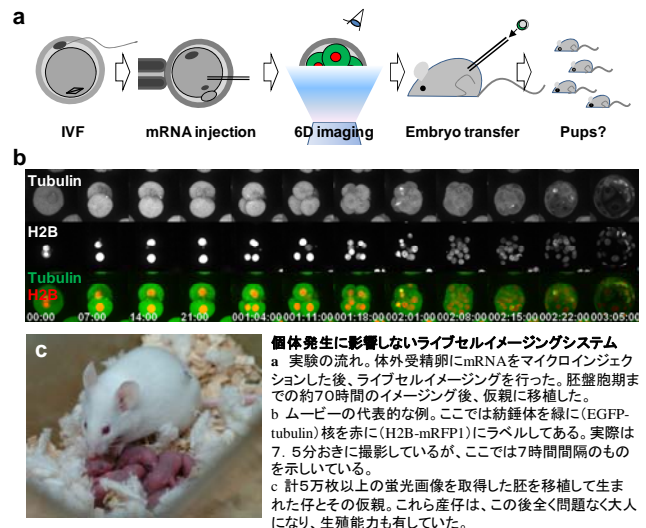 a
IVF
mRNA injection
6D imaging
Embryo transfer
Pups?
b
Tubulin
H2B
Tubulin
H2B
00:00 07:00 14:00 21:00 001:04:00 001:11:00 001:18:00 002:01:00 002:08:00 002:15:00 002:22:00 003:05:00
c
個体発生に影響しないライブセルイメージングシステム
a 実験の流れ。体外受精卵にmRNAをマイクロインジェク
ションした後、ライブセルイメージングを行った。胚盤胞期ま
での約70時間のイメージング後、仮親に移植した。
b ムービーの代表的な例。ここでは紡錘体を緑に(EGFP-
tubulin)核を赤に(H2B-mRFP1)にラベルしてある。実際は
7. 5分おきに撮影しているが、ここでは7時間間隔のもの
を示しいている。
c 計5万枚以上の蛍光画像を取得した胚を移植して生ま
れた仔とその仮親。これら産仔は、この後全く問題なく大人
になり、生殖能力も有していた。